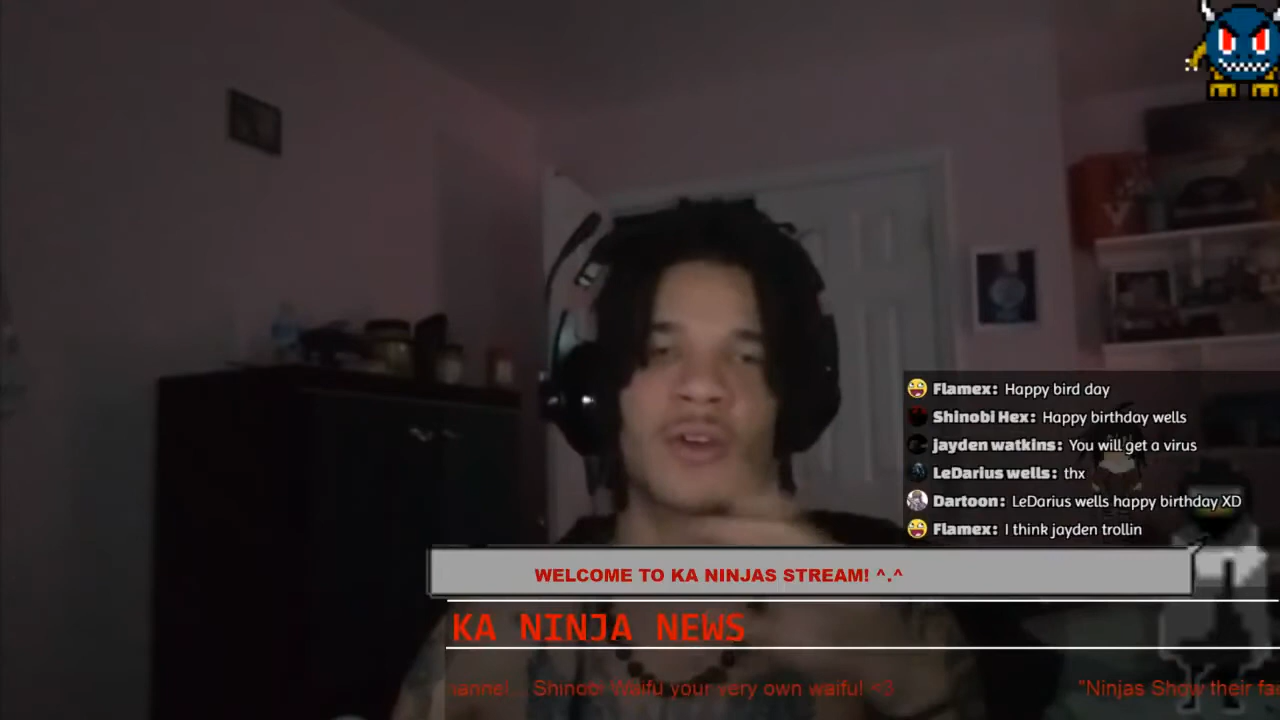 Flamex: Happy bird day
Shinobi Hex: Happy birthday wells
jayden watkins: You will get a virus
LeDarius wells: thx
Dartoon: LeDarius wells happy birthday XD
Flamex: I think jayden trollin
WELCOME TO KA NINJAS STREAM! ^.^
KA NINJA NEWS
annel... Shinobi Waifu your very own waifu! <3 "Ninjas Show their fa